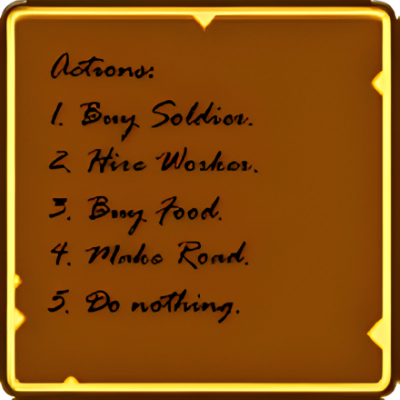 Actions:
1. Buy Soldier.
2. Hire Worker.
3. Buy Food.
4. Make Road.
5. Do nothing.